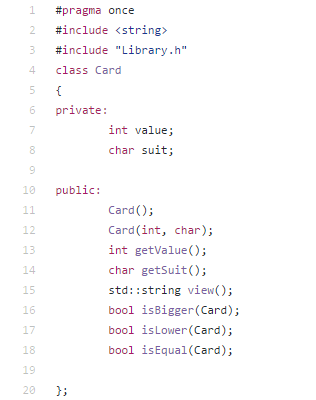 1 #pragma once
2 #include <string>
3 #include "Library.h"
4 class Card
5 {
6 private:
7 int value;
8 char suit;
9
10 public:
11 Card();
12 Card(int, char);
13 int getValue();
14 char getSuit();
15 std::string view();
16 bool isBigger(Card);
17 bool isLower(Card);
18 bool isEqual(Card);
19
20 };